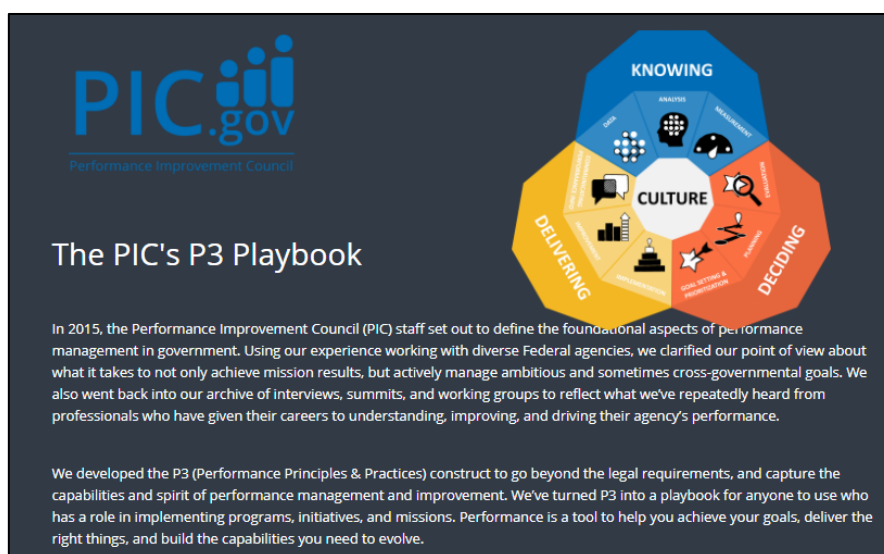 PIC
.gov
Performance Improvement Council
KNOWING
ANALYSIS
DATA
MEASUREMENT
EVALUATION
CULTURE
PLANNING
GOAL SETTING &
PRIORITISATION
IMPLEMENTATION
IMPROVEMENT
DELIVERING
DECIDING
The PIC's P3 Playbook
In 2015, the Performance Improvement Council (PIC) staff set out to define the foundational aspects of performance
management in government. Using our experience working with diverse Federal agencies, we clarified our point of view about
what it takes to not only achieve mission results, but actively manage ambitious and sometimes cross-governmental goals. We
also went back into our archive of interviews, summits, and working groups to reflect what we've repeatedly heard from
professionals who have given their careers to understanding, improving, and driving their agency's performance.
We developed the P3 (Performance Principles & Practices) construct to go beyond the legal requirements, and capture the
capabilities and spirit of performance management and improvement. We've turned P3 into a playbook for anyone to use who
has a role in implementing programs, initiatives, and missions. Performance is a tool to help you achieve your goals, deliver the
right things, and build the capabilities you need to evolve.